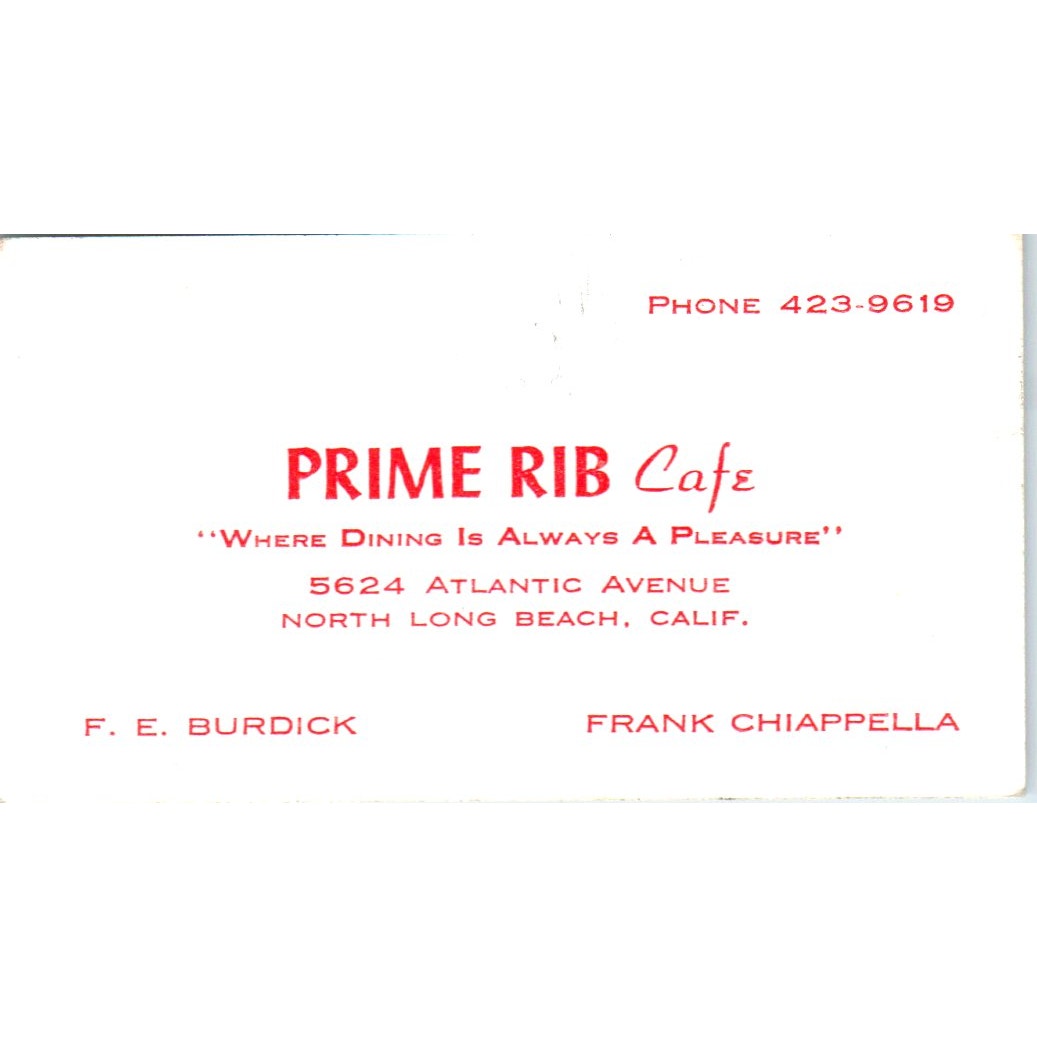 PHONE 423-9619
PRIME RIB Cafe
"WHERE DINING IS ALWAYS A PLEASURE"
5624 ATLANTIC AVENUE
NORTH LONG BEACH, CALIF.
F. E. BURDICK FRANK CHIAPPELLA